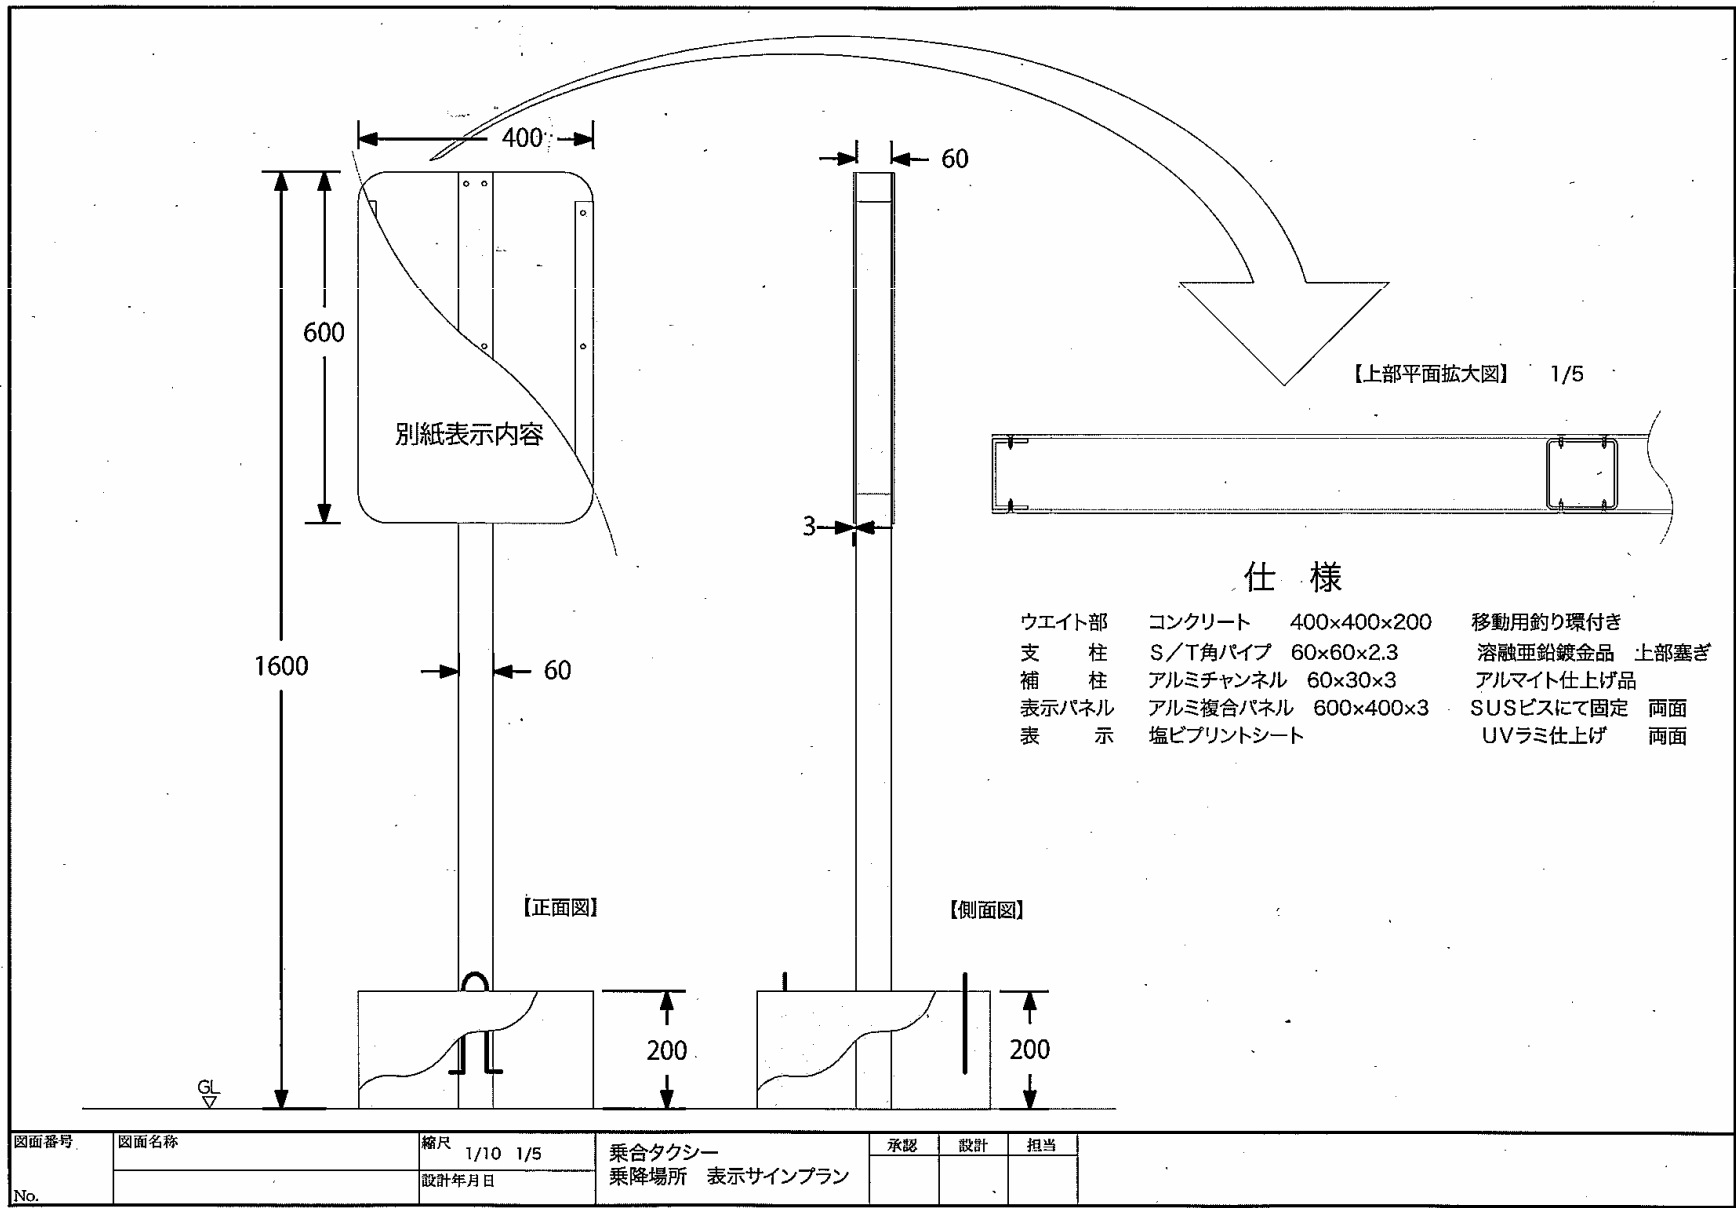 400
60
600
【上部平面拡大図】 1/5
別紙表示内容
3
仕 様
ウエイト部 コンクリート 400×400×200 移動用釣り環付き
支 柱 S/T角パイプ 60×60×2.3 溶融亜鉛鍍金品 上部塞ぎ
補 柱 アルミチャンネル 60×30×3 アルマイト仕上げ品
表示パネル アルミ複合パネル 600×400×3 SUSビスにて固定 両面
表 示 塩ビプリントシート UVラミ仕上げ 両面
1600
60
【正面図】
【側面図】
200
200
GL
図面番号
No.
図面名称
縮尺 1/10 1/5
設計年月日
乗合タクシー
乗降場所 表示サインプラン
承認 設計 担当